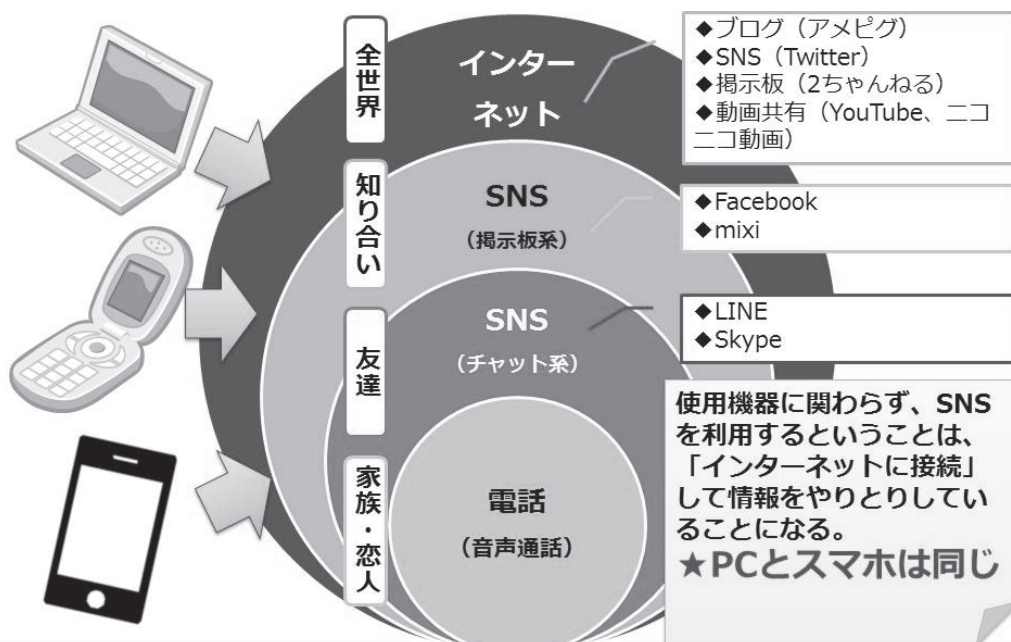 全世界
インター
ネット
◆ブログ（アメピグ）
◆SNS（Twitter）
◆掲示板（2ちゃんねる）
◆動画共有（YouTube、ニコ
ニコ動画）
知り合い
SNS
（掲示板系）
◆Facebook
◆mixi
友達
SNS
（チャット系）
◆LINE
◆Skype
家族・恋人
電話
（音声通話）
使用機器に関わらず、SNS
を利用するということは、
「インターネットに接続」
して情報をやりとりしてい
ることになる。
★PCとスマホは同じ